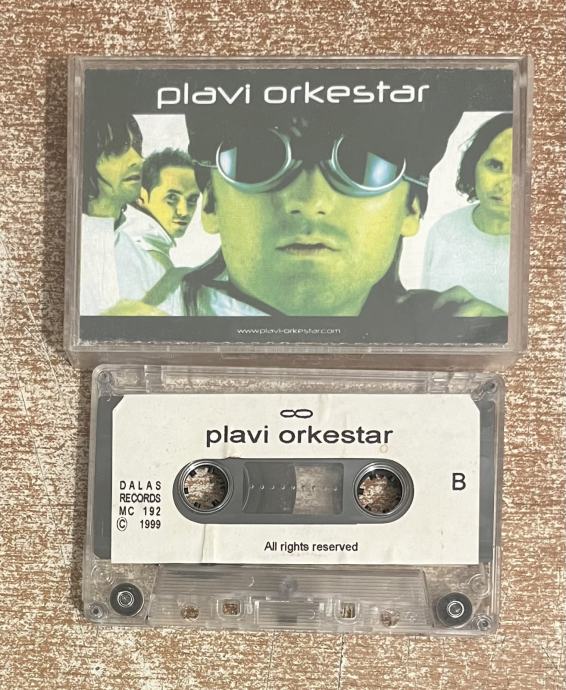 plavi orkestar
www.plavi-orkestar.com
∞
plavi orkestar
DALAS
RECORDS
MC 192
© 1999
B
All rights reserved